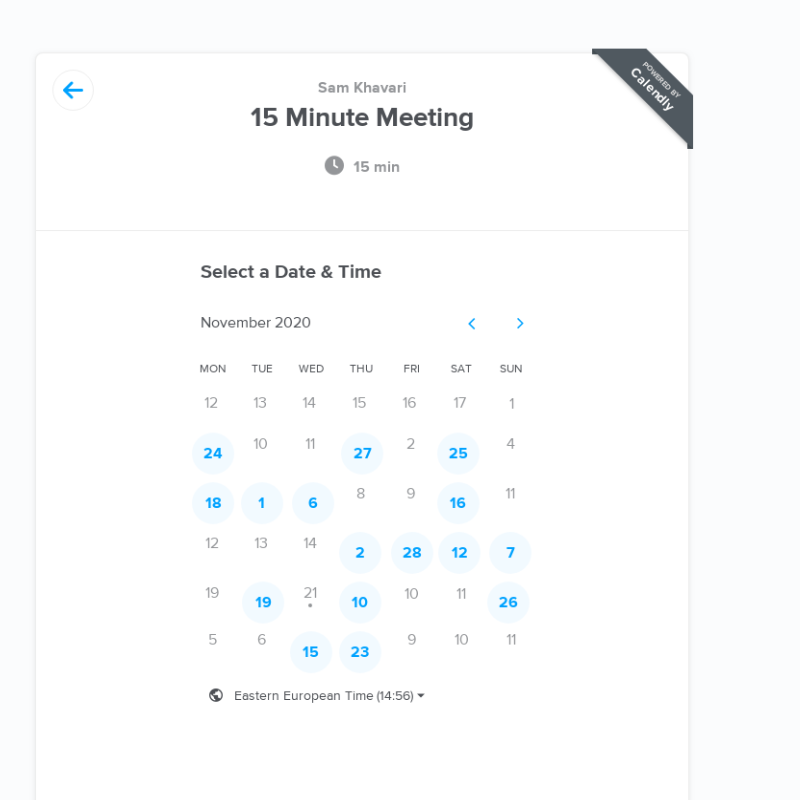 POWERED BY
Calendly
Sam Khavari
15 Minute Meeting
15 min
Select a Date & Time
November 2020
MON TUE WED THU FRI SAT SUN
12 13 14 15 16 17 1
24 10 11 27 2 25 4
18 1 6 8 9 16 11
12 13 14 2 28 12 7
19 19 21 10 10 11 26
5 6 15 23 9 10 11
Eastern European Time (14:56)